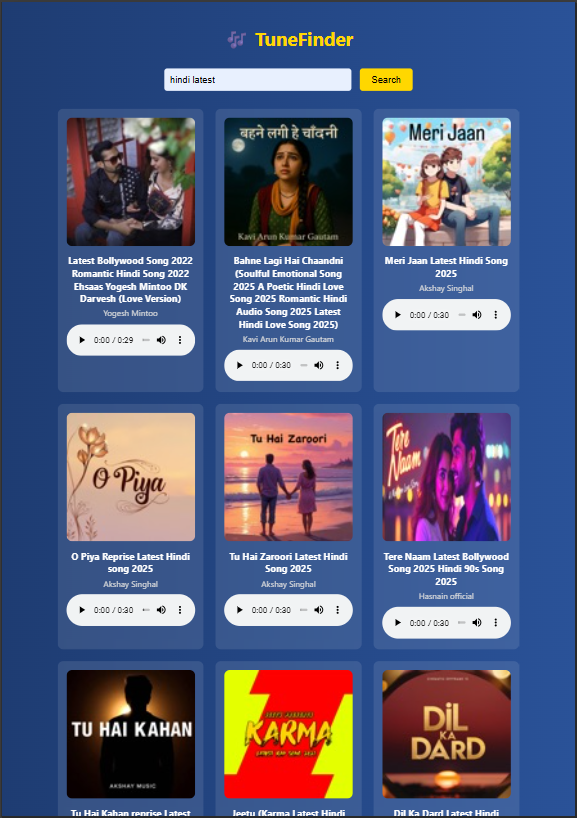 TuneFinder
hindi latest
Search
बहने लगी हे चाँदनी
Kavi Arun Kumar Gautam
Meri Jaan
Latest Bollywood Song 2022
Romantic Hindi Song 2022
Ehsaas Yogesh Mintoo DK
Darvesh (Love Version)
Yogesh Mintoo
0:00 / 0:29
Bahne Lagi Hai Chaandni
(Soulful Emotional Song
2025 A Poetic Hindi Love
Song 2025 Romantic Hindi
Audio Song 2025 Latest
Hindi Love Song 2025)
Kavi Arun Kumar Gautam
0:00 / 0:30
Meri Jaan Latest Hindi Song
2025
Akshay Singhal
0:00 / 0:30
O Piya
Tu Hai Zaroori
Tere
Naam
O Piya Reprise Latest Hindi
song 2025
Akshay Singhal
0:00 / 0:30
Tu Hai Zaroori Latest Hindi
Song 2025
Akshay Singhal
0:00 / 0:30
Tere Naam Latest Bollywood
Song 2025 Hindi 90s Song
2025
Hasnain official
0:00 / 0:30
TU HAI KAHAN
AKSHAY MUSIC
KARMA
DiL
KA
DARD
Tu Hai Kahan reprise Latest
Jeetu (Karma Latest Hindi
Dil Ka Dard Latest Hindi